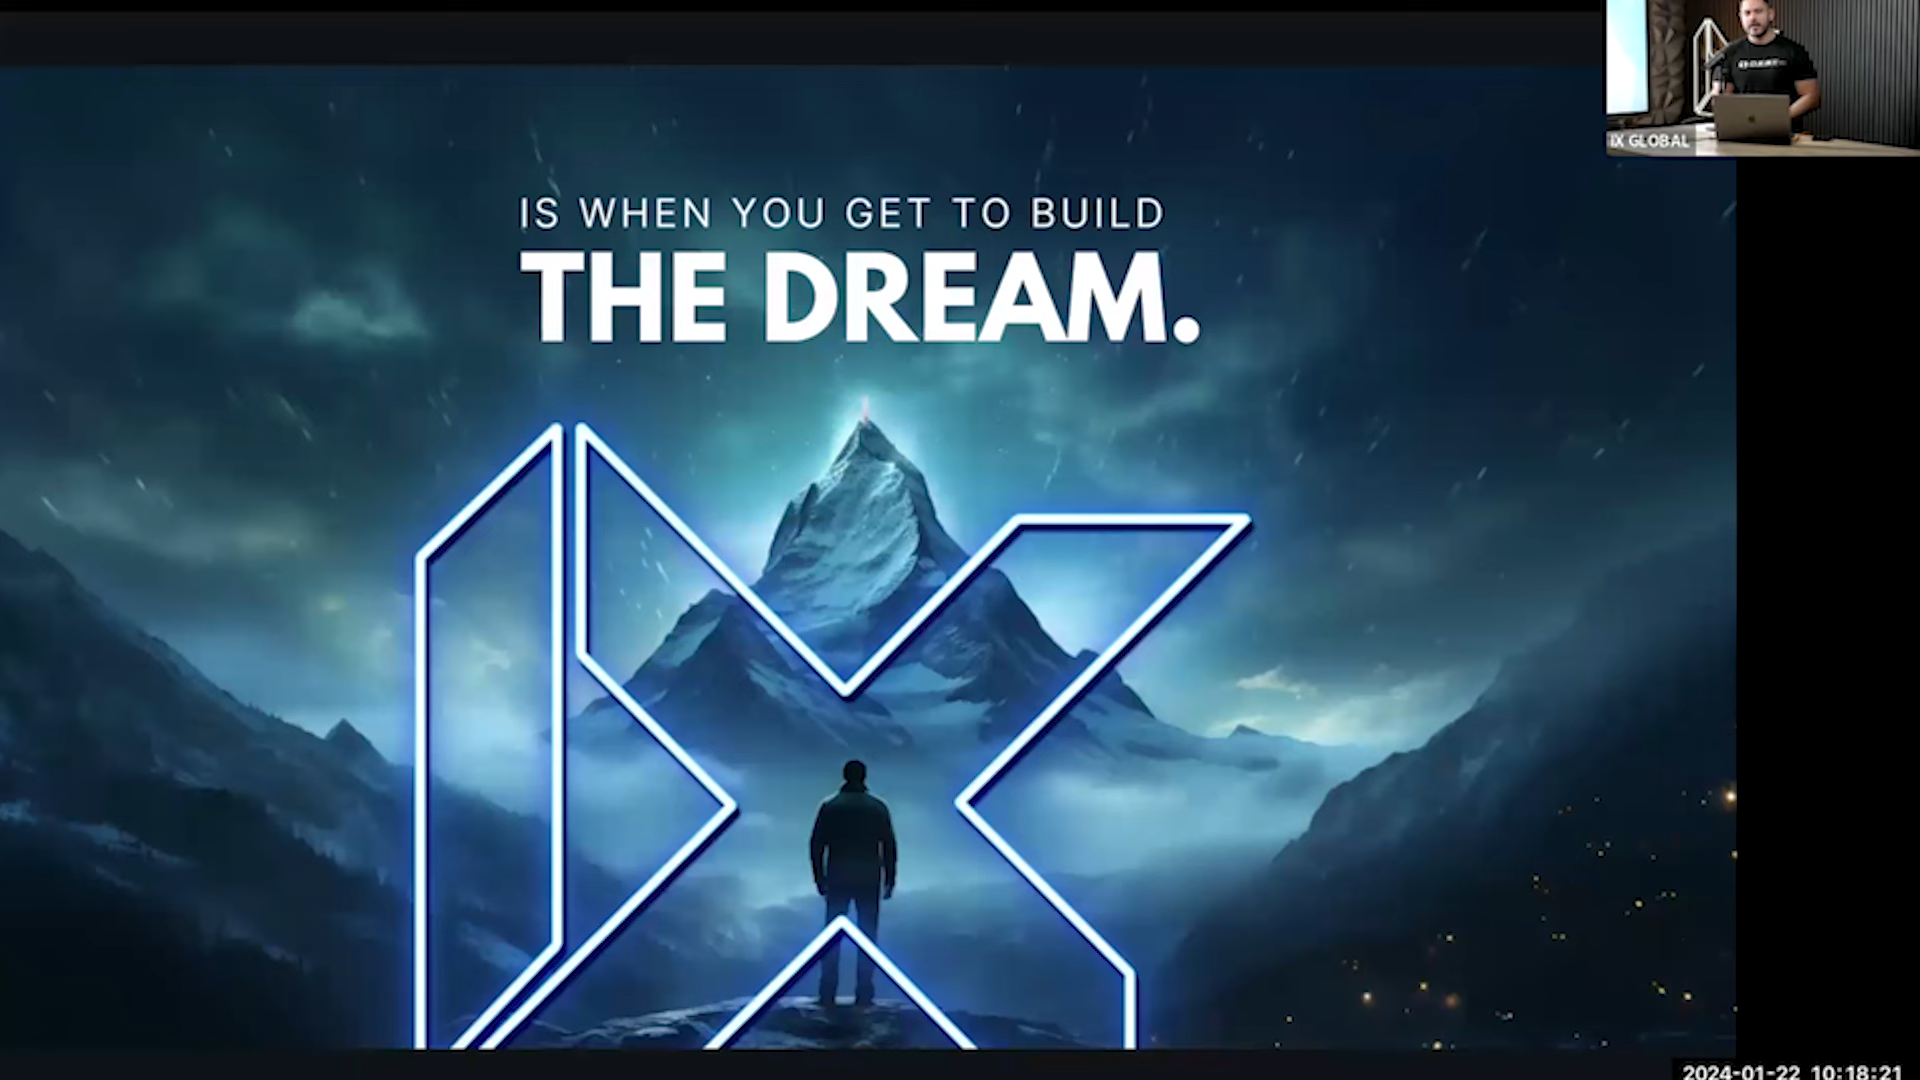 IS WHEN YOU GET TO BUILD
THE DREAM.
IX GLOBAL
2024-01-22 10:18:21